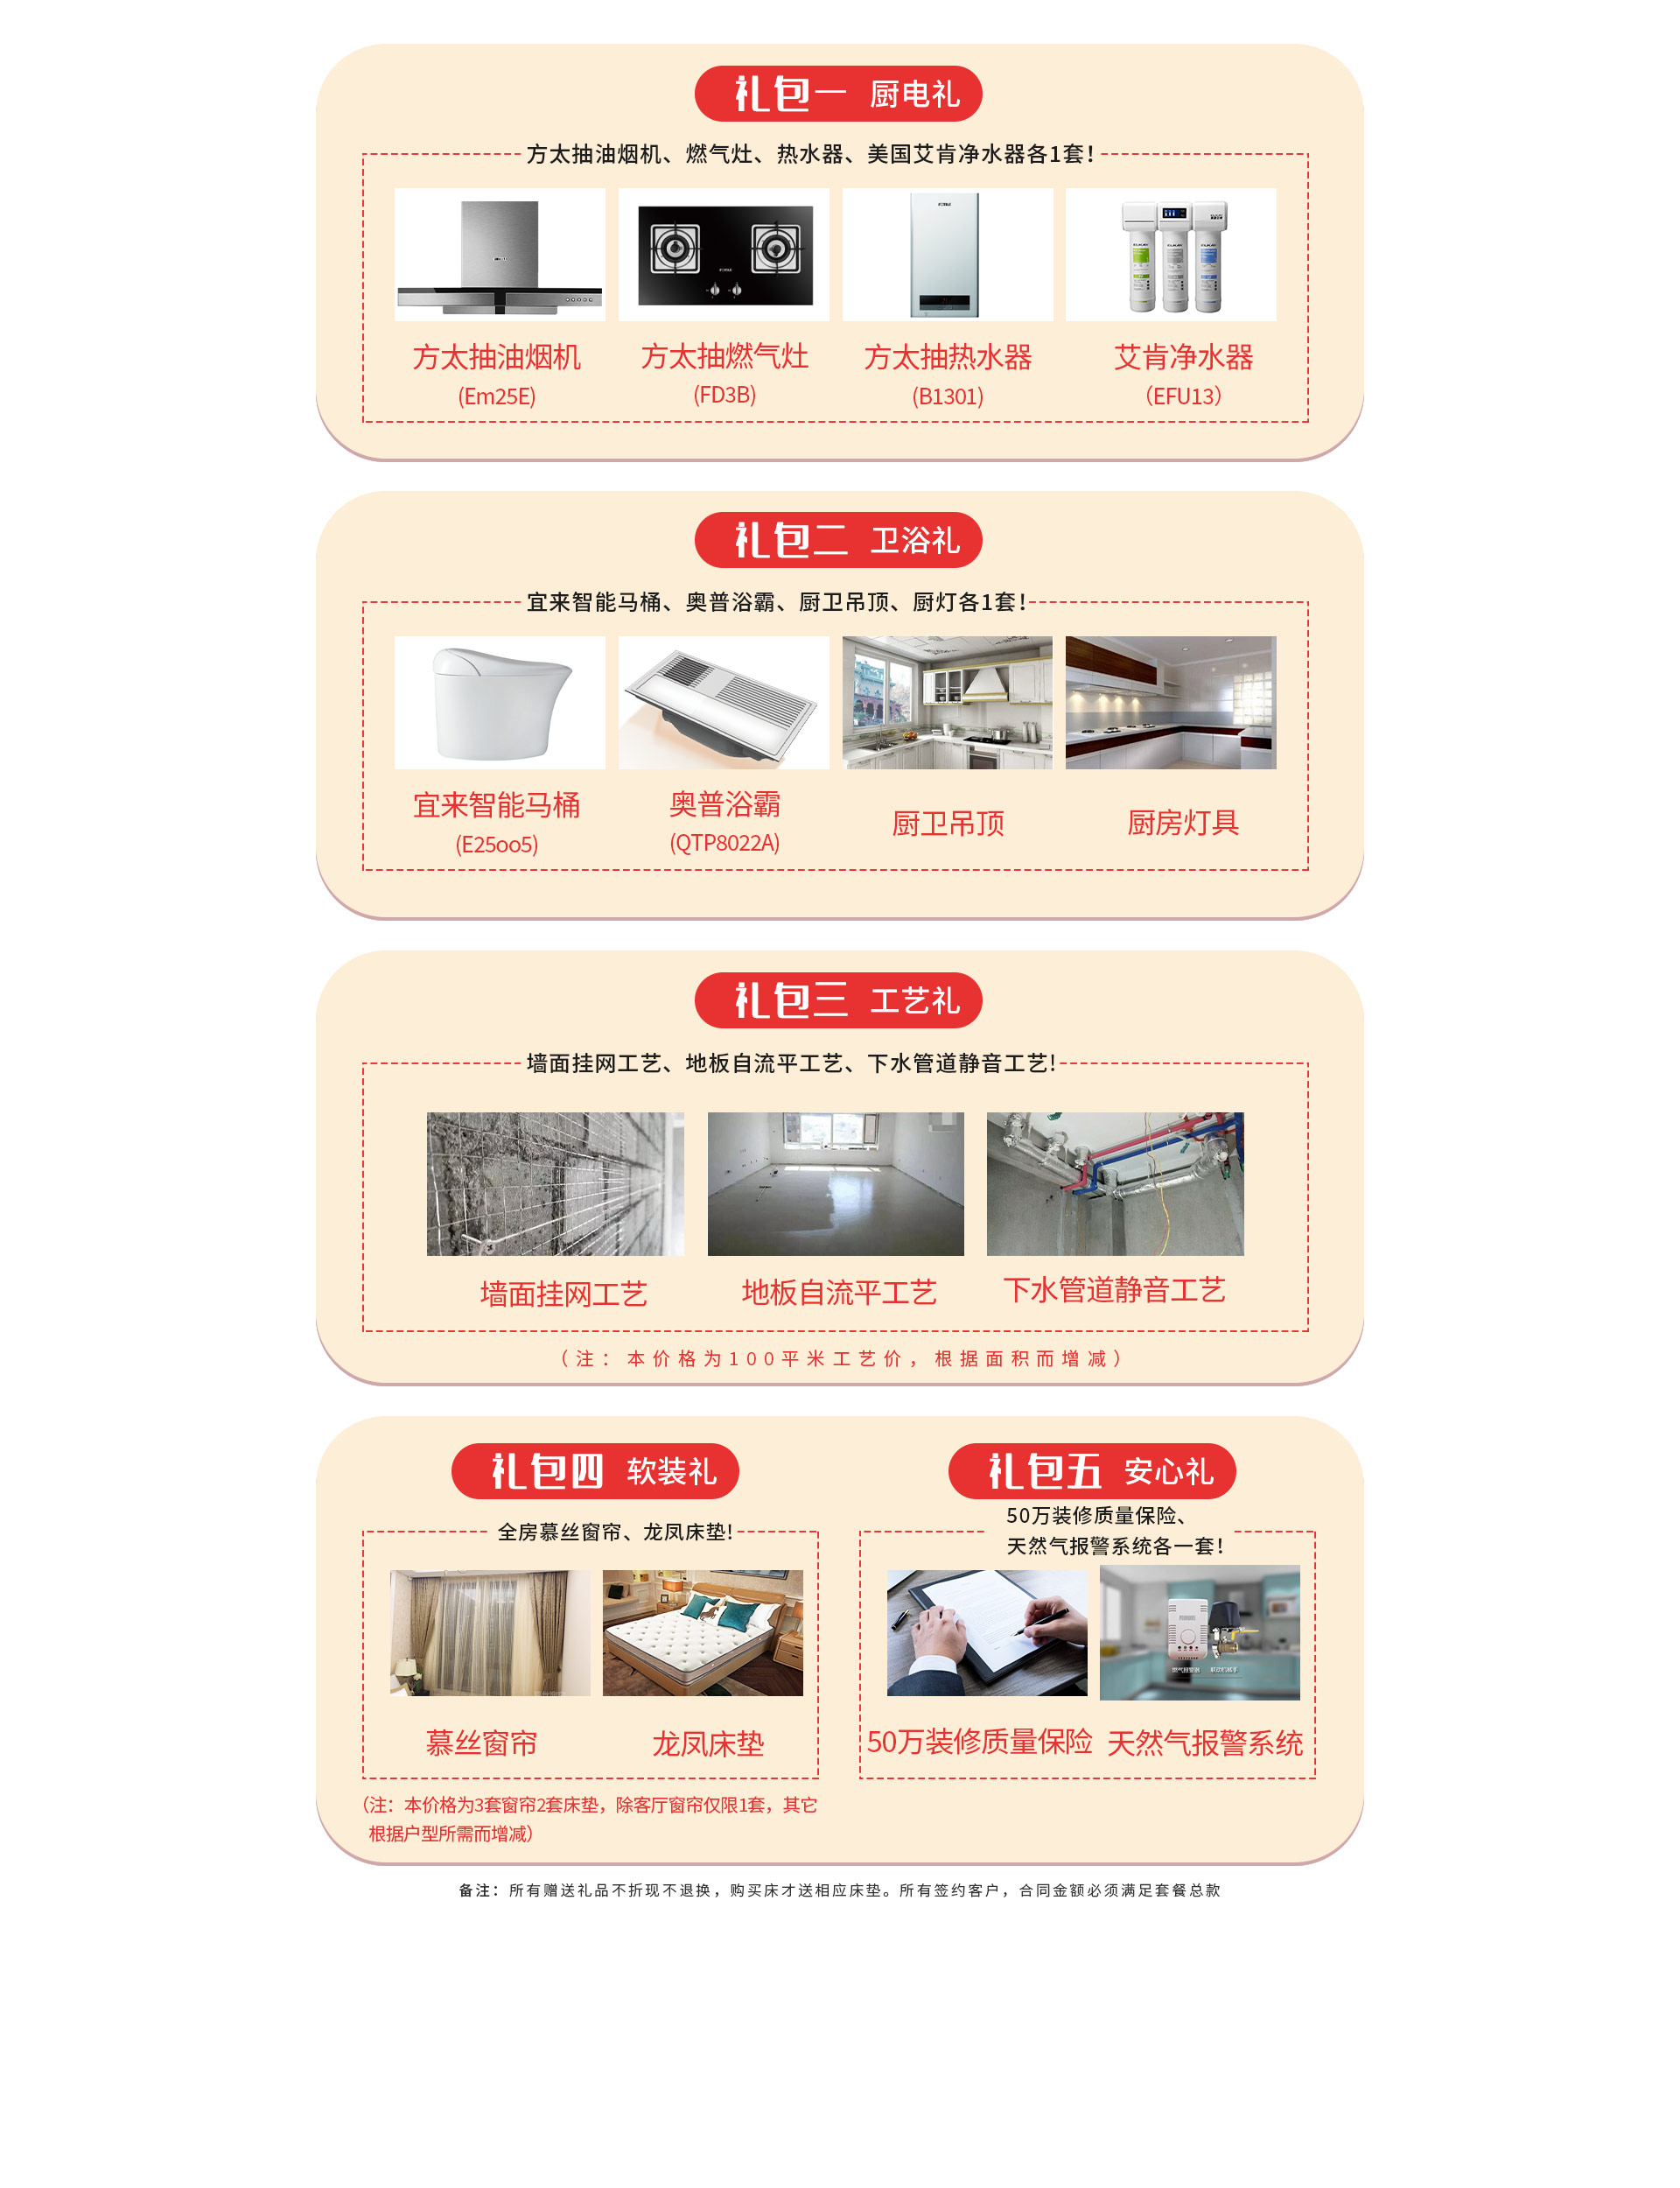 礼包一 厨电礼
方太抽油烟机、燃气灶、热水器、美国艾肯净水器各1套!
方太抽油烟机
(Em25E)
方太抽燃气灶
(FD3B)
方太抽热水器
(B1301)
艾肯净水器
（EFU13）
礼包二 卫浴礼
宜来智能马桶、奥普浴霸、厨卫吊顶、厨灯各1套!
宜来智能马桶
(E25oo5)
奥普浴霸
(QTP8022A)
厨卫吊顶
厨房灯具
礼包三 工艺礼
墙面挂网工艺、地板自流平工艺、下水管道静音工艺!
墙面挂网工艺
地板自流平工艺
下水管道静音工艺
（注：本价格为100平米工艺价，根据面积而增减）
礼包四 软装礼
全房慕丝窗帘、龙凤床垫!
慕丝窗帘
龙凤床垫
（注：本价格为3套窗帘2套床垫，除客厅窗帘仅限1套，其它
根据户型所需而增减）
礼包五 安心礼
50万装修质量保险、
天然气报警系统各一套!
50万装修质量保险
天然气报警系统
备注：所有赠送礼品不折现不退换，购买床才送相应床垫。所有签约客户，合同金额必须满足套餐总款